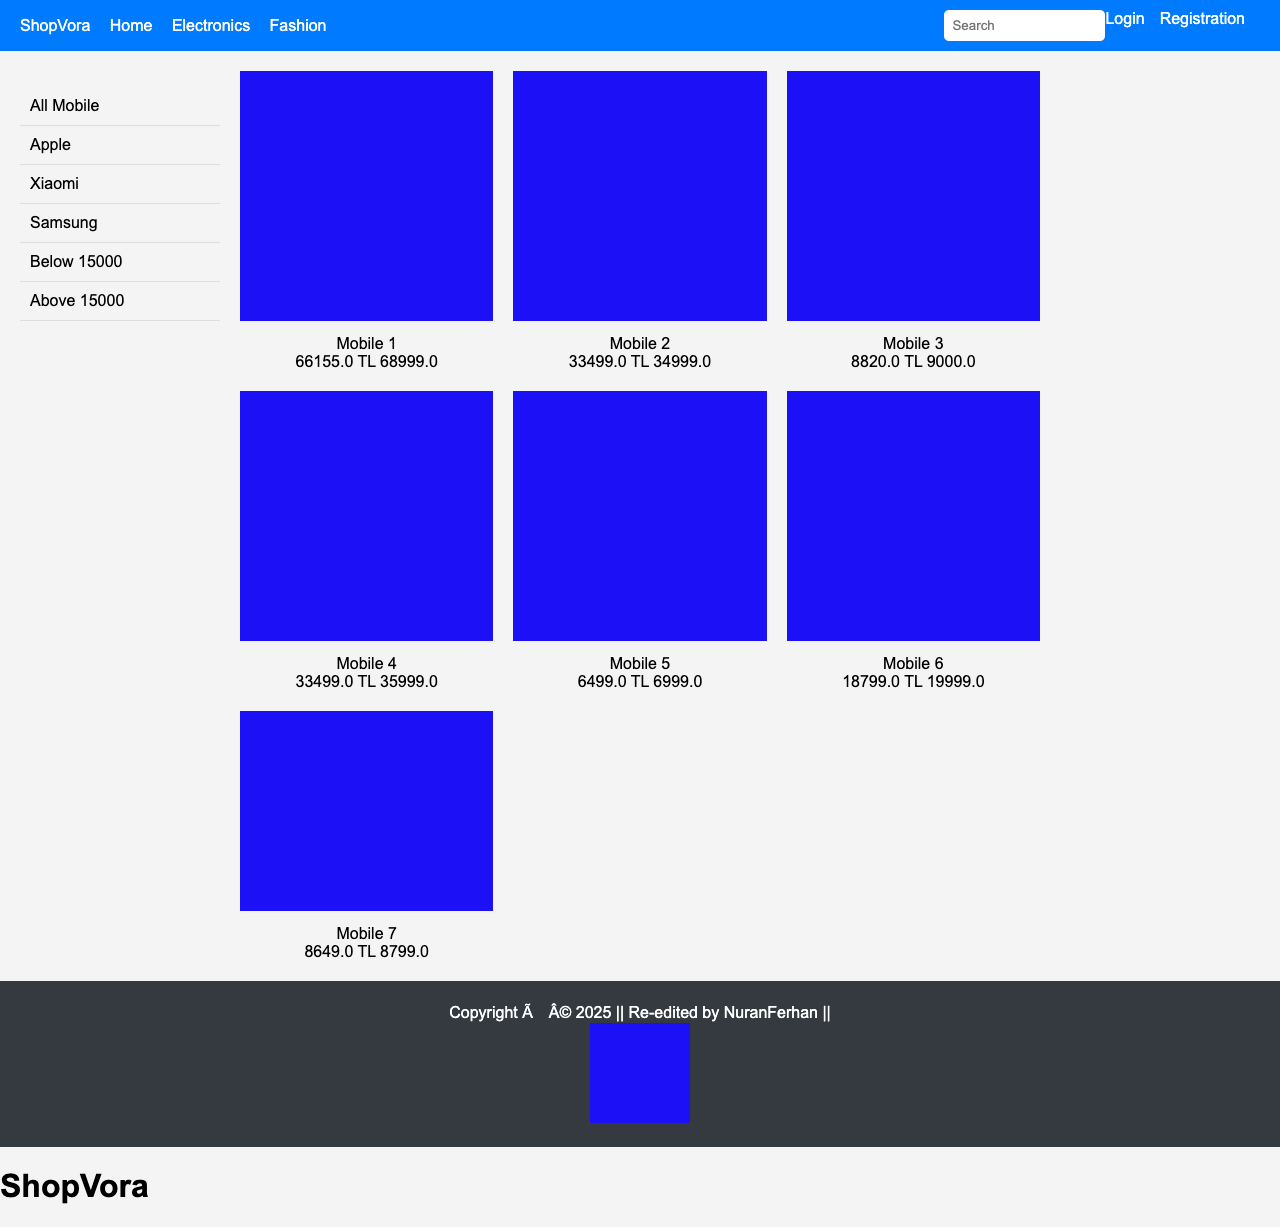 ShopVora Home Electronics Fashion Search Login Registration
All Mobile
Apple
Xiaomi
Samsung
Below 15000
Above 15000
Mobile 1
66155.0 TL 68999.0
Mobile 2
33499.0 TL 34999.0
Mobile 3
8820.0 TL 9000.0
Mobile 4
33499.0 TL 35999.0
Mobile 5
6499.0 TL 6999.0
Mobile 6
18799.0 TL 19999.0
Mobile 7
8649.0 TL 8799.0
Copyright Ã Â© 2025 || Re-edited by NuranFerhan ||
ShopVora